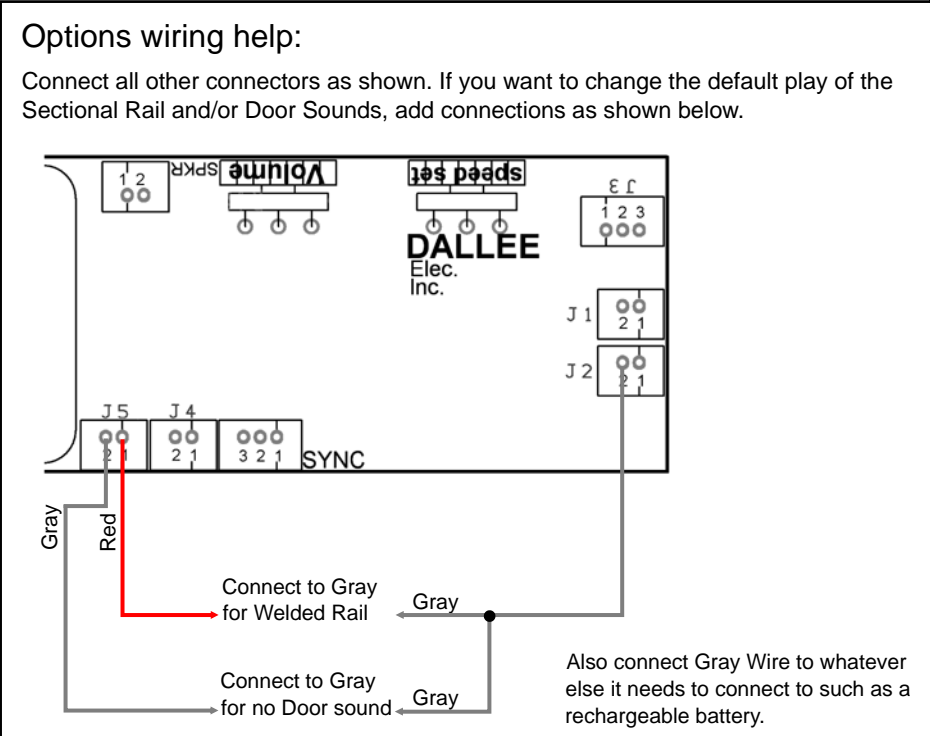 Options wiring help:
Connect all other connectors as shown. If you want to change the default play of the
Sectional Rail and/or Door Sounds, add connections as shown below.
1 2
SPKR
Volume
speed set
J 3
1 2 3
DALLEE
Elec.
Inc.
J 1
2 1
J 2
2 1
J 5
2 1
J 4
2 1
3 2 1
SYNC
Gray
Red
Connect to Gray
for Welded Rail
Gray
Connect to Gray
for no Door sound
Gray
Also connect Gray Wire to whatever
else it needs to connect to such as a
rechargeable battery.